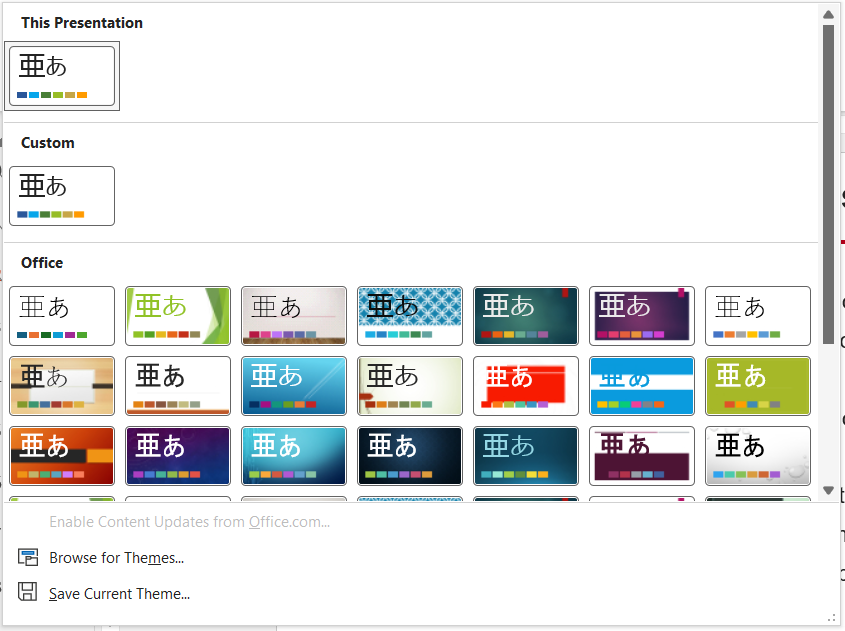 This Presentation
亜あ
Custom
亜あ
Office
亜あ 亜あ 亜あ 亜あ 亜あ 亜あ 亜あ
亜あ 亜あ 亜あ 亜あ 亜あ 亜あ 亜あ
亜あ 亜あ 亜あ 亜あ 亜あ 亜あ 亜あ
Enable Content Updates from Office.com...
Browse for Themes...
Save Current Theme...